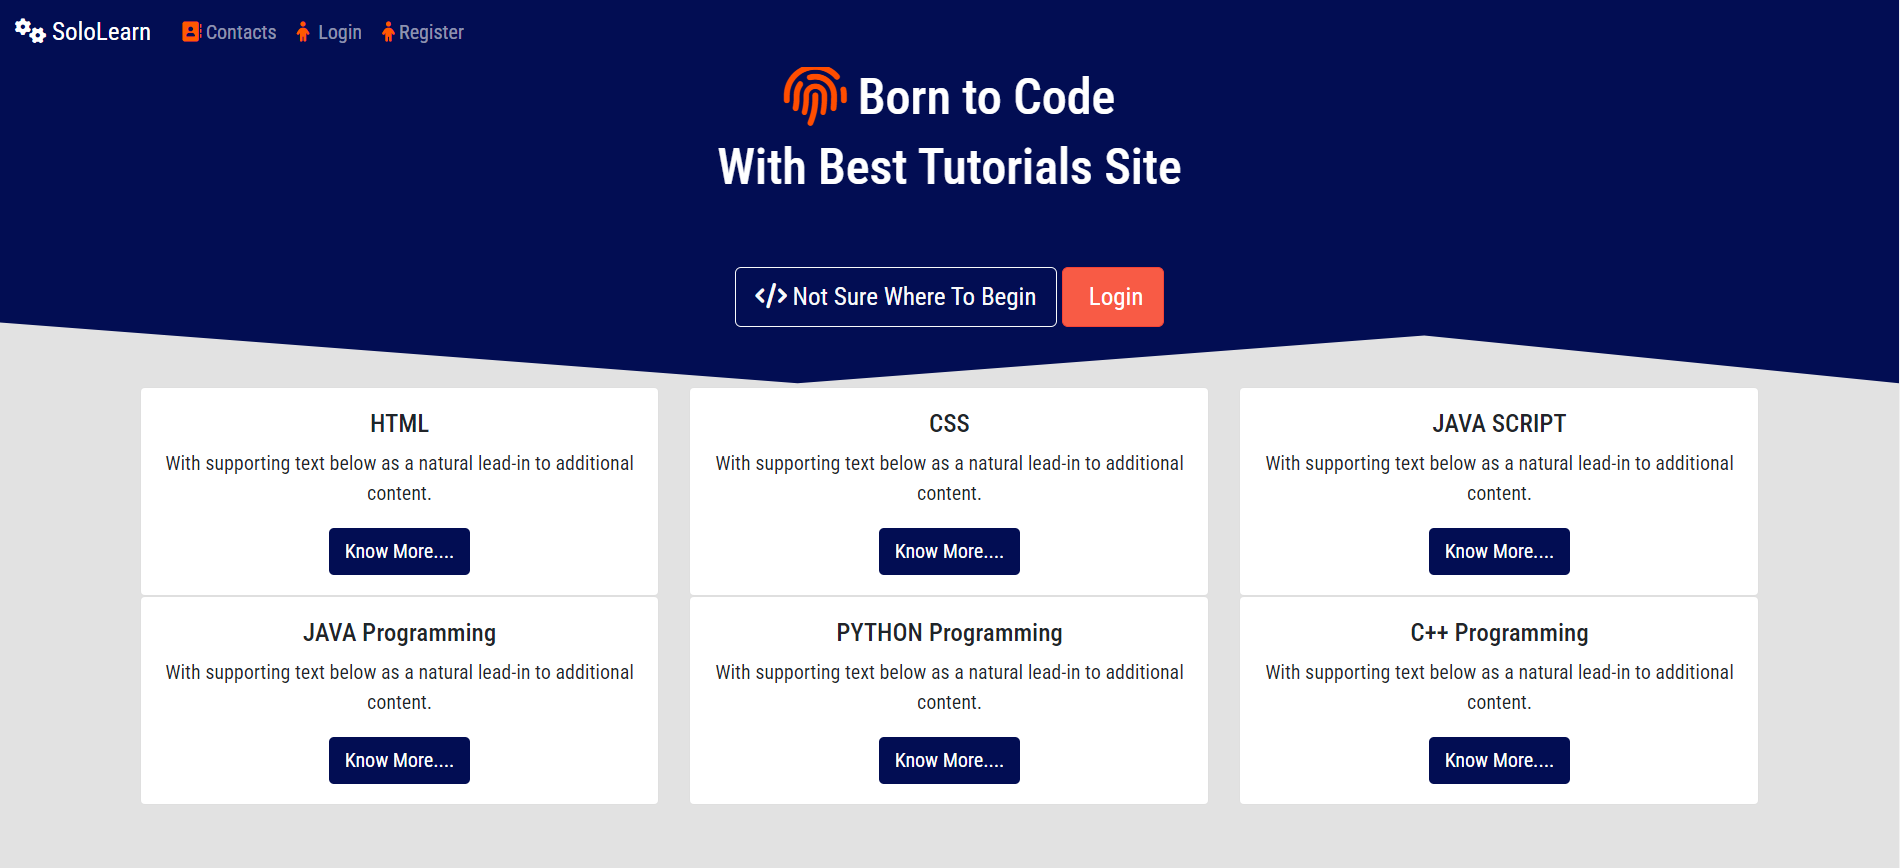 SoloLearn Contacts Login Register
Born to Code
With Best Tutorials Site
Not Sure Where To Begin Login
HTML
With supporting text below as a natural lead-in to additional
content.
Know More....
CSS
With supporting text below as a natural lead-in to additional
content.
Know More....
JAVA SCRIPT
With supporting text below as a natural lead-in to additional
content.
Know More....
JAVA Programming
With supporting text below as a natural lead-in to additional
content.
Know More....
PYTHON Programming
With supporting text below as a natural lead-in to additional
content.
Know More....
C++ Programming
With supporting text below as a natural lead-in to additional
content.
Know More....